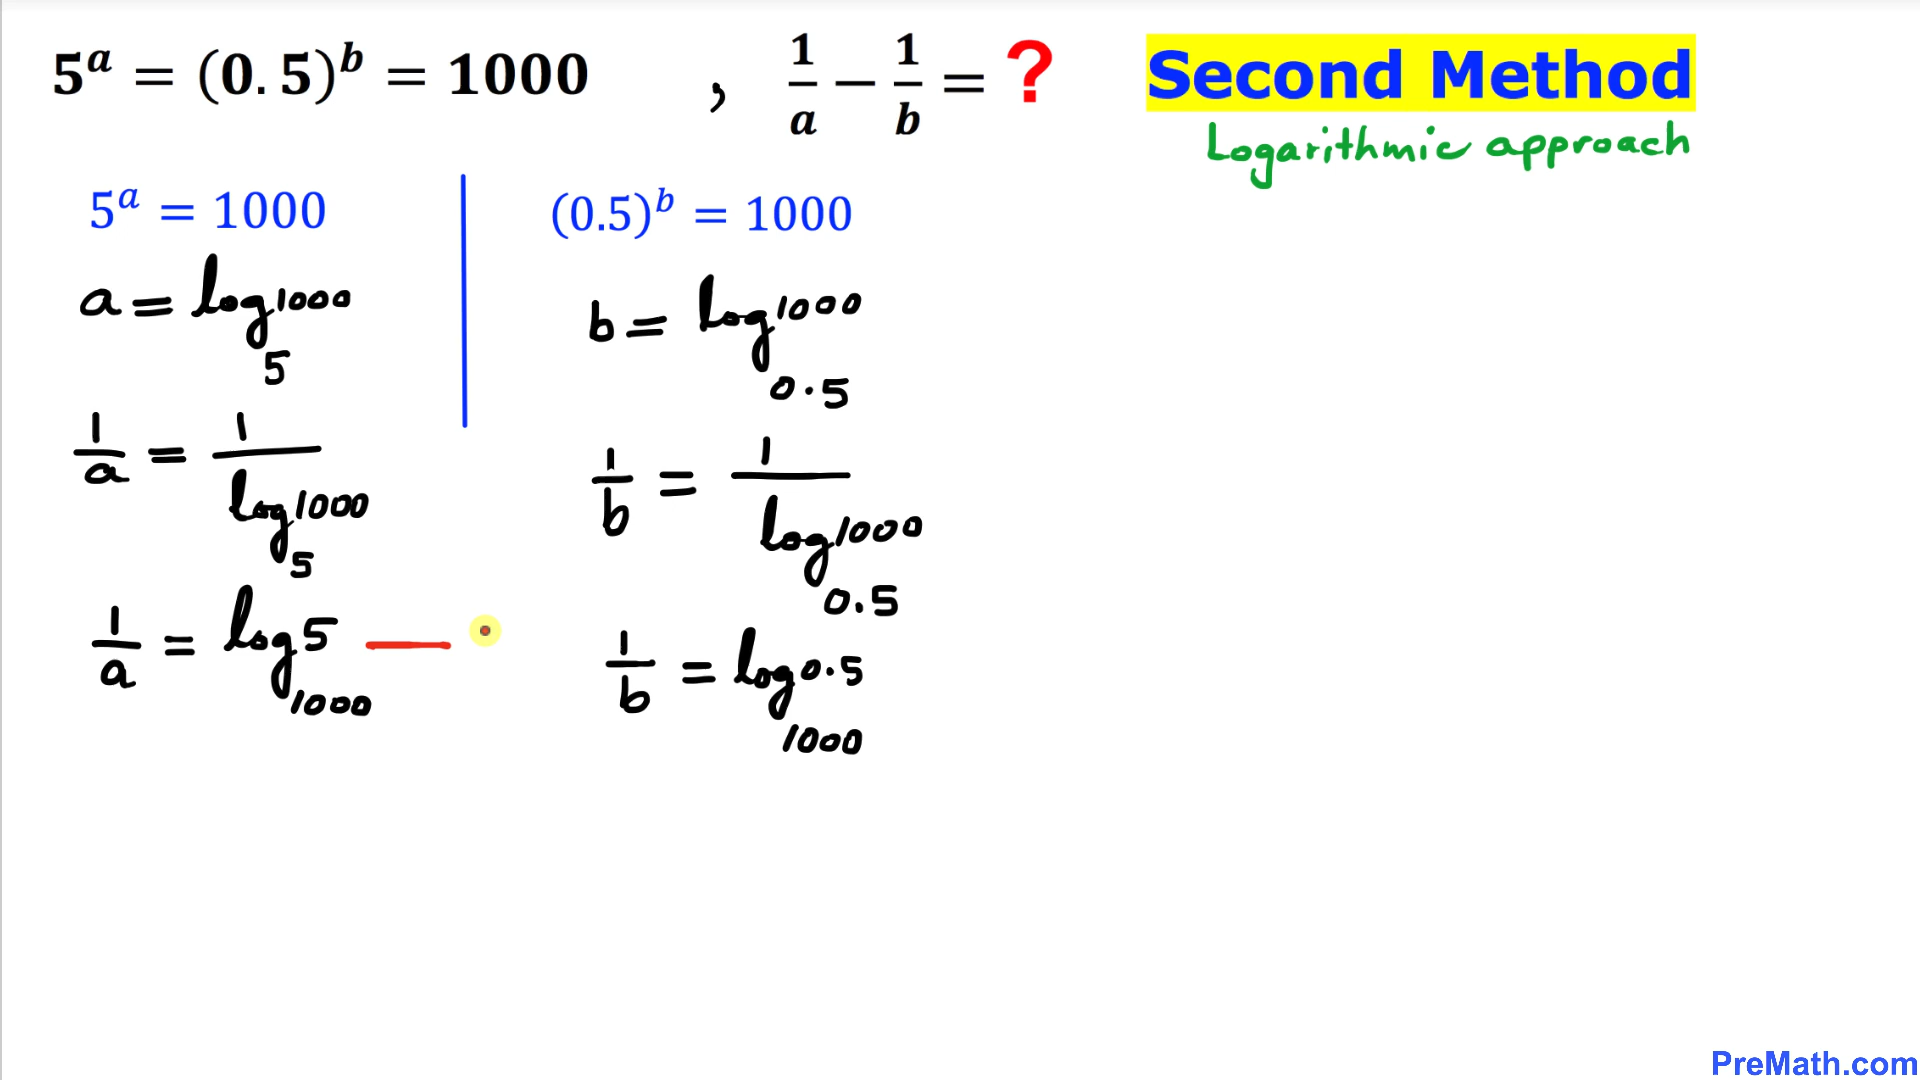 5^a = (0.5)^b = 1000 , 1/a − 1/b = ?
Second Method
Logarithmic approach
5^a = 1000
a = log_5 1000
1/a = 1/log_5 1000
1/a = log_1000 5 —
(0.5)^b = 1000
b = log_0.5 1000
1/b = 1/log_0.5 1000
1/b = log_1000 0.5
PreMath.com